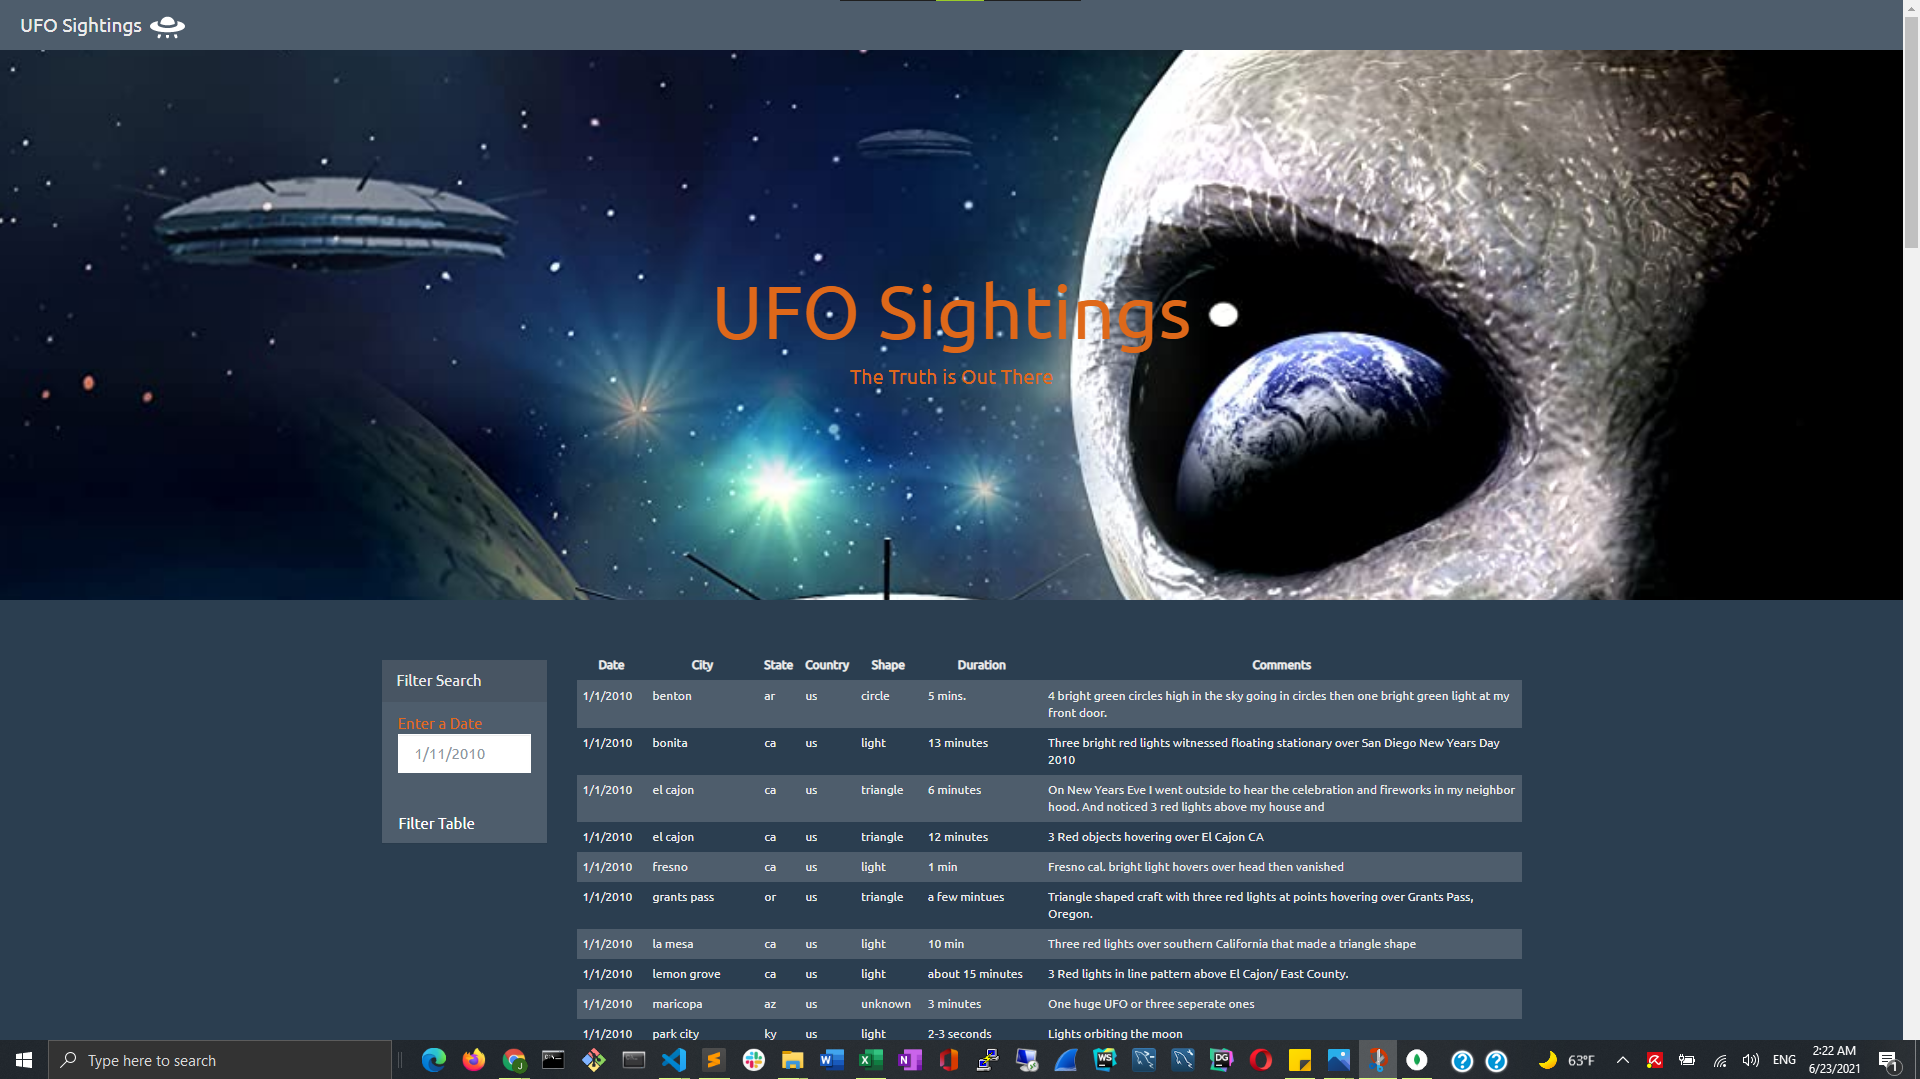 UFO Sightings
UFO Sightings
The Truth is Out There
Filter Search
Enter a Date
1/11/2010
Filter Table
Date City State Country Shape Duration Comments
1/1/2010 benton ar us circle 5 mins. 4 bright green circles high in the sky going in circles then one bright green light at my
front door.
1/1/2010 bonita ca us light 13 minutes Three bright red lights witnessed floating stationary over San Diego New Years Day
2010
1/1/2010 el cajon ca us triangle 6 minutes On New Years Eve I went outside to hear the celebration and fireworks in my neighbor
hood. And noticed 3 red lights above my house and
1/1/2010 el cajon ca us triangle 12 minutes 3 Red objects hovering over El Cajon CA
1/1/2010 fresno ca us light 1 min Fresno cal. bright light hovers over head then vanished
1/1/2010 grants pass or us triangle a few mintues Triangle shaped craft with three red lights at points hovering over Grants Pass,
Oregon.
1/1/2010 la mesa ca us light 10 min Three red lights over southern California that made a triangle shape
1/1/2010 lemon grove ca us light about 15 minutes 3 Red lights in line pattern above El Cajon/ East County.
1/1/2010 maricopa az us unknown 3 minutes One huge UFO or three seperate ones
1/1/2010 park city ky us light 2-3 seconds Lights orbiting the moon
Type here to search
63°F
ENG
2:22 AM
6/23/2021
1